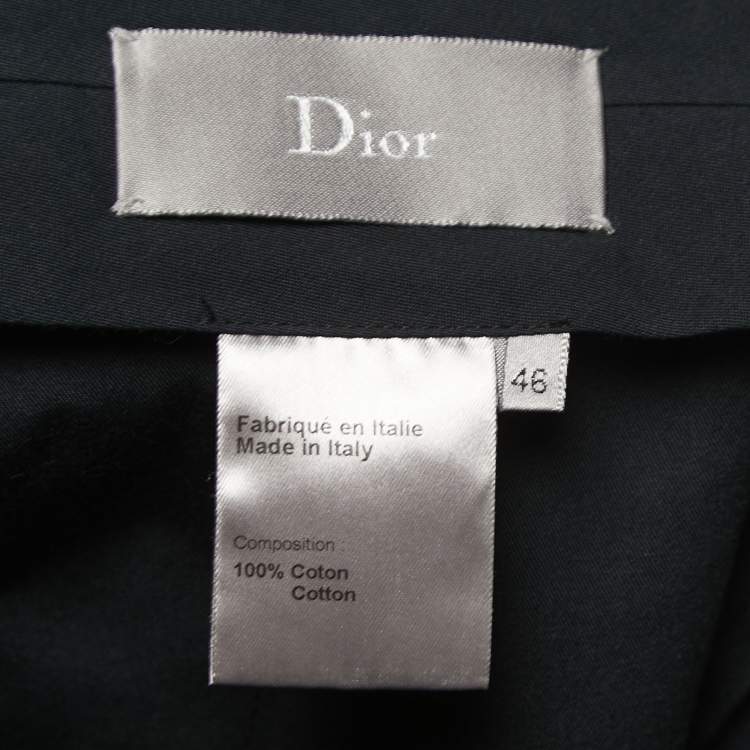 Dior
46
Fabriqué en Italie
Made in Italy
Composition :
100% Coton
Cotton